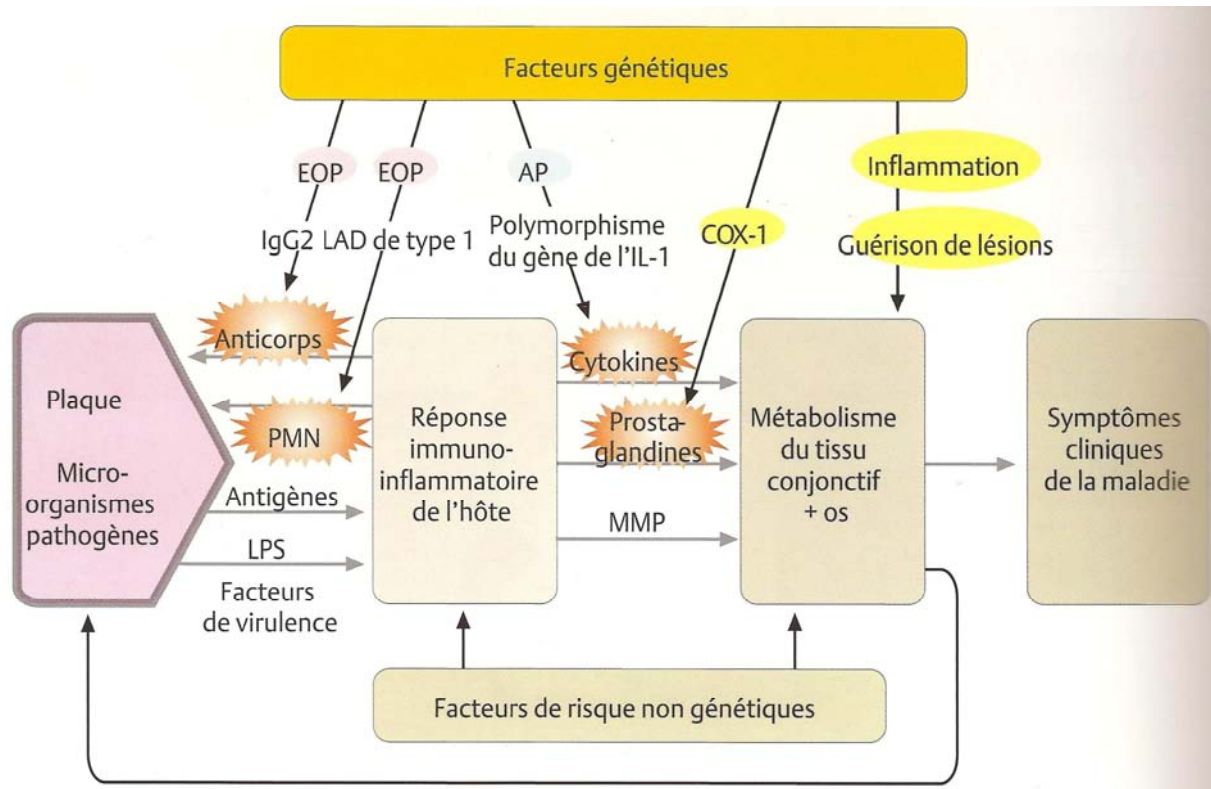 Facteurs génétiques
EOP
EOP
AP
Inflammation
IgG2
LAD de type 1
Polymorphisme
du gène de l'IL-1
COX-1
Guérison de lésions
Anticorps
Cytokines
Plaque
Micro-
organismes
pathogènes
PMN
Réponse
immuno-
inflammatoire
de l'hôte
Prosta-
glandines
Métabolisme
du tissu
conjonctif
+ os
Symptômes
cliniques
de la maladie
Antigènes
MMP
LPS
Facteurs
de virulence
Facteurs de risque non génétiques